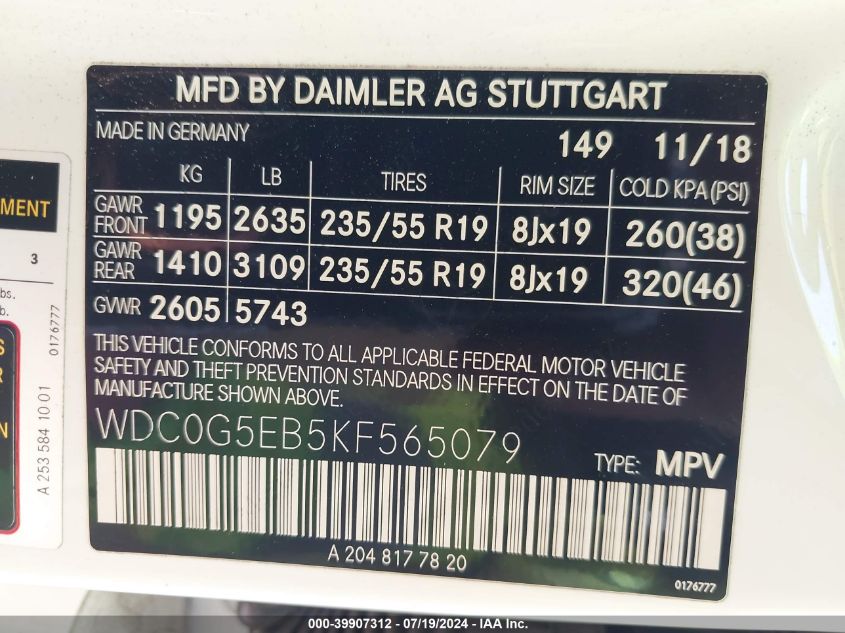 MFD BY DAIMLER AG STUTTGART
MADE IN GERMANY 149 11/18
KG LB TIRES RIM SIZE COLD KPA (PSI)
GAWR FRONT 1195 2635 235/55 R19 8Jx19 260(38)
GAWR REAR 1410 3109 235/55 R19 8Jx19 320(46)
GVWR 2605 5743
THIS VEHICLE CONFORMS TO ALL APPLICABLE FEDERAL MOTOR VEHICLE
SAFETY AND THEFT PREVENTION STANDARDS IN EFFECT ON THE DATE OF
MANUFACTURE SHOWN ABOVE.
WDC0G5EB5KF565079
TYPE: MPV
A 204 817 78 20
0176777
3
0176777
A 253 584 10 01
000-39907312 / 07/19/2024 - IAA Inc.